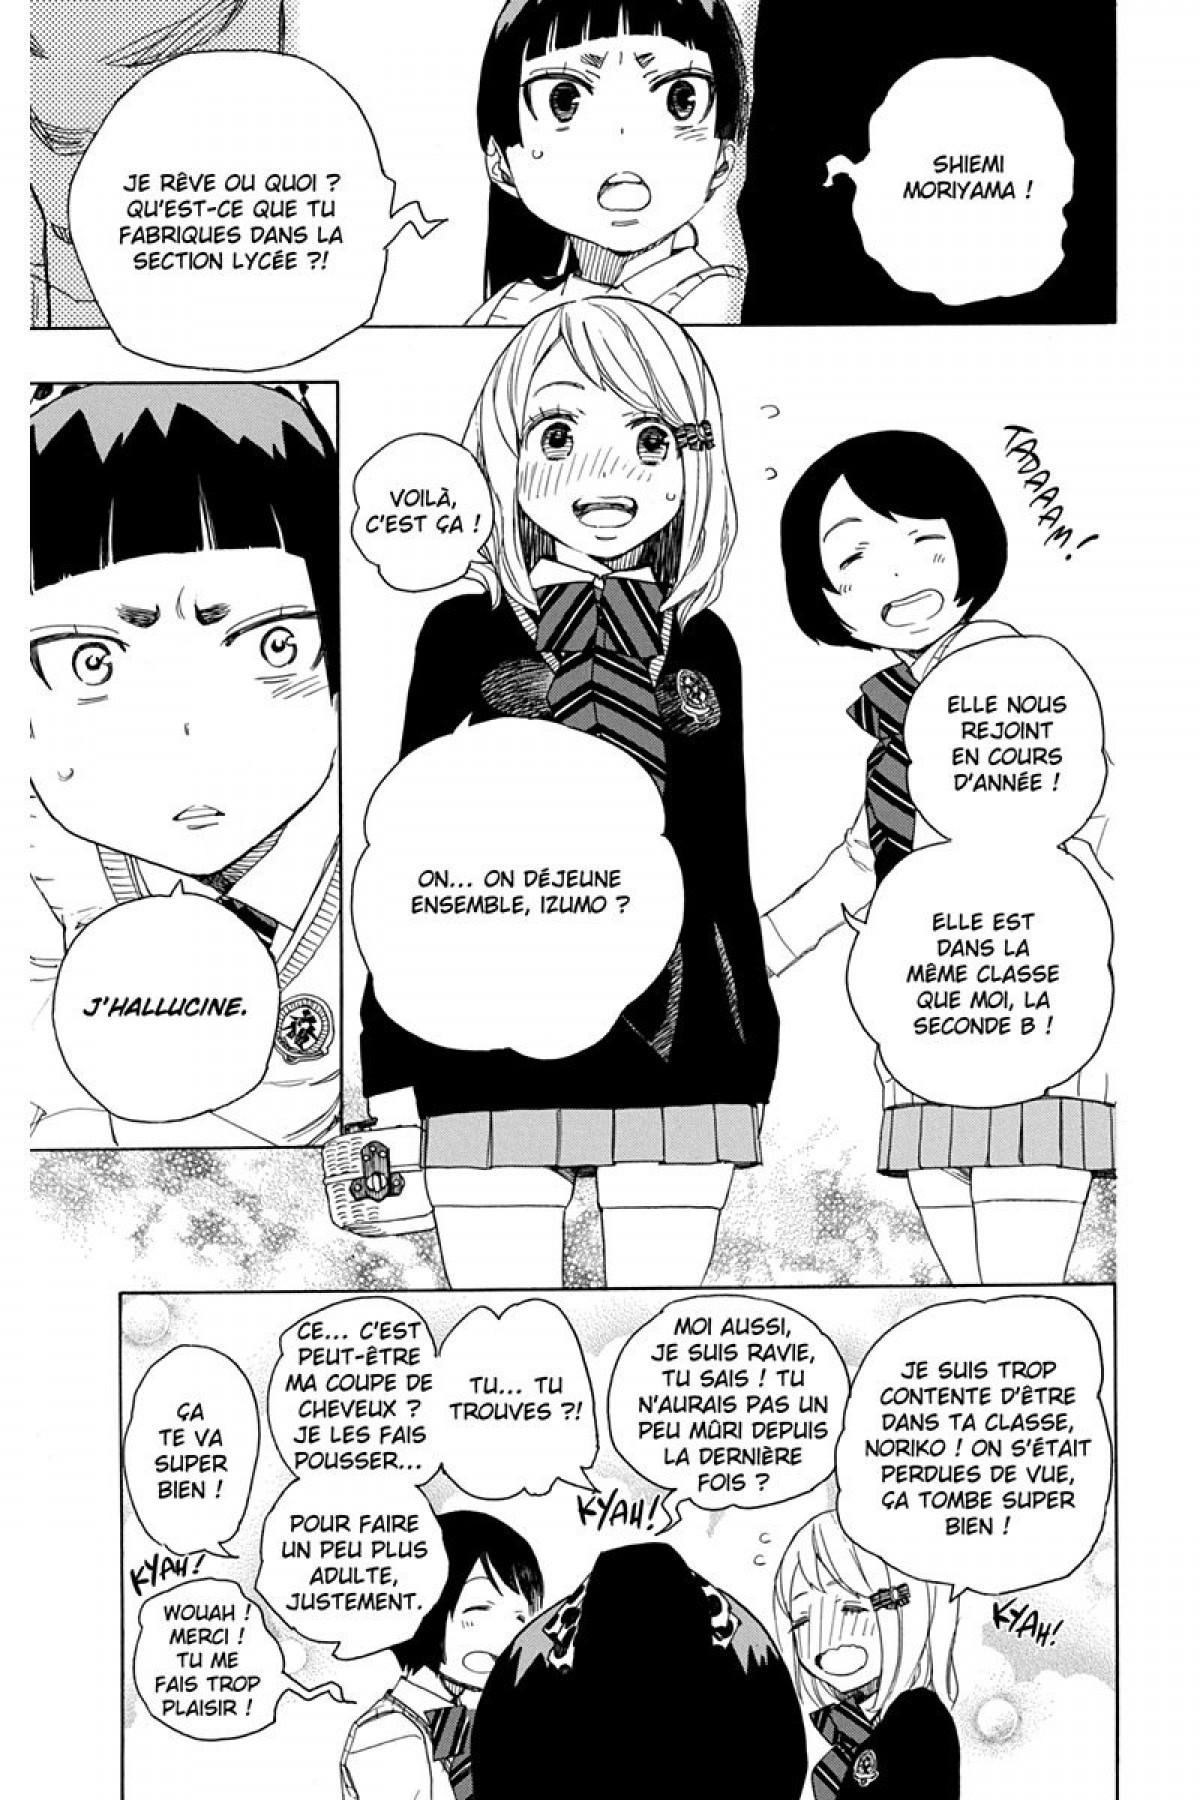 SHIEMI
MORIYAMA !
JE RÊVE OU QUOI ?
QU'EST-CE QUE TU
FABRIQUES DANS LA
SECTION LYCÉE ?!
TADAAAM !
VOILÀ,
C'EST ÇA !
ELLE NOUS
REJOINT
EN COURS
D'ANNÉE !
ELLE EST
DANS LA
MÊME CLASSE
QUE MOI, LA
SECONDE B !
ON... ON DÉJEUNE
ENSEMBLE, IZUMO ?
J'HALLUCINE.
JE SUIS TROP
CONTENTE D'ÊTRE
DANS TA CLASSE,
NORIKO ! ON S'ÉTAIT
PERDUES DE VUE,
ÇA TOMBE SUPER
BIEN !
KYAH!
MOI AUSSI,
JE SUIS RAVIE,
TU SAIS ! TU
N'AURAIS PAS UN
PEU MÛRI DEPUIS
LA DERNIÈRE
FOIS ?
KYAH!
TU... TU
TROUVES ?!
CE... C'EST
PEUT-ÊTRE
MA COUPE DE
CHEVEUX ?
JE LES FAIS
POUSSER...
POUR FAIRE
UN PEU PLUS
ADULTE,
JUSTEMENT.
ÇA
TE VA
SUPER
BIEN !
KYAH!
WOUAH !
MERCI !
TU ME
FAIS TROP
PLAISIR !